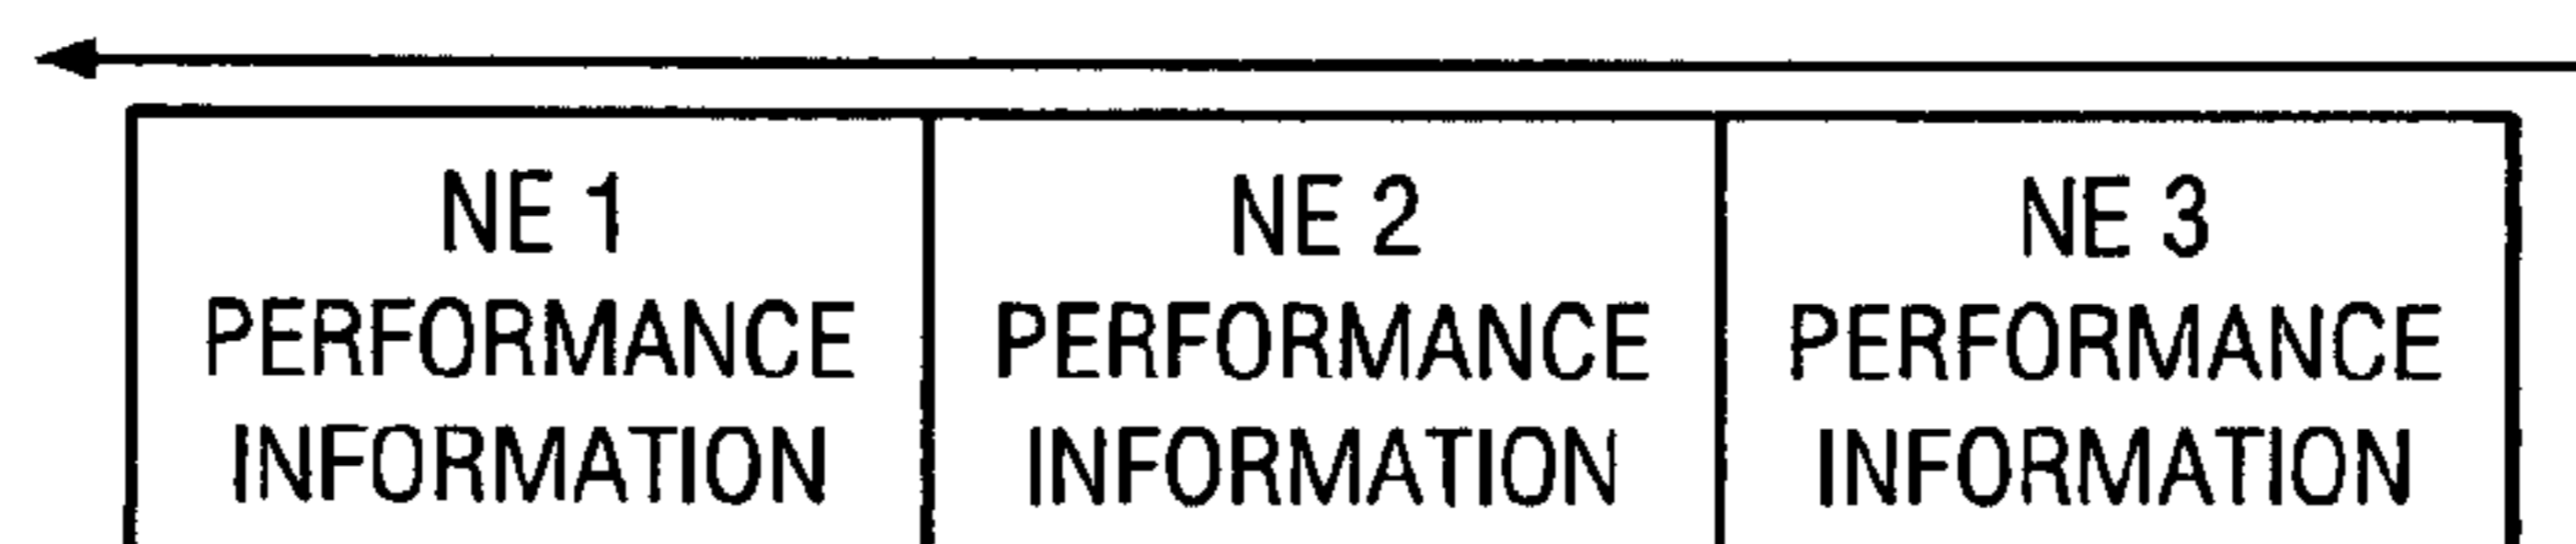 NE 1
PERFORMANCE
INFORMATION
NE 2
PERFORMANCE
INFORMATION
NE 3
PERFORMANCE
INFORMATION